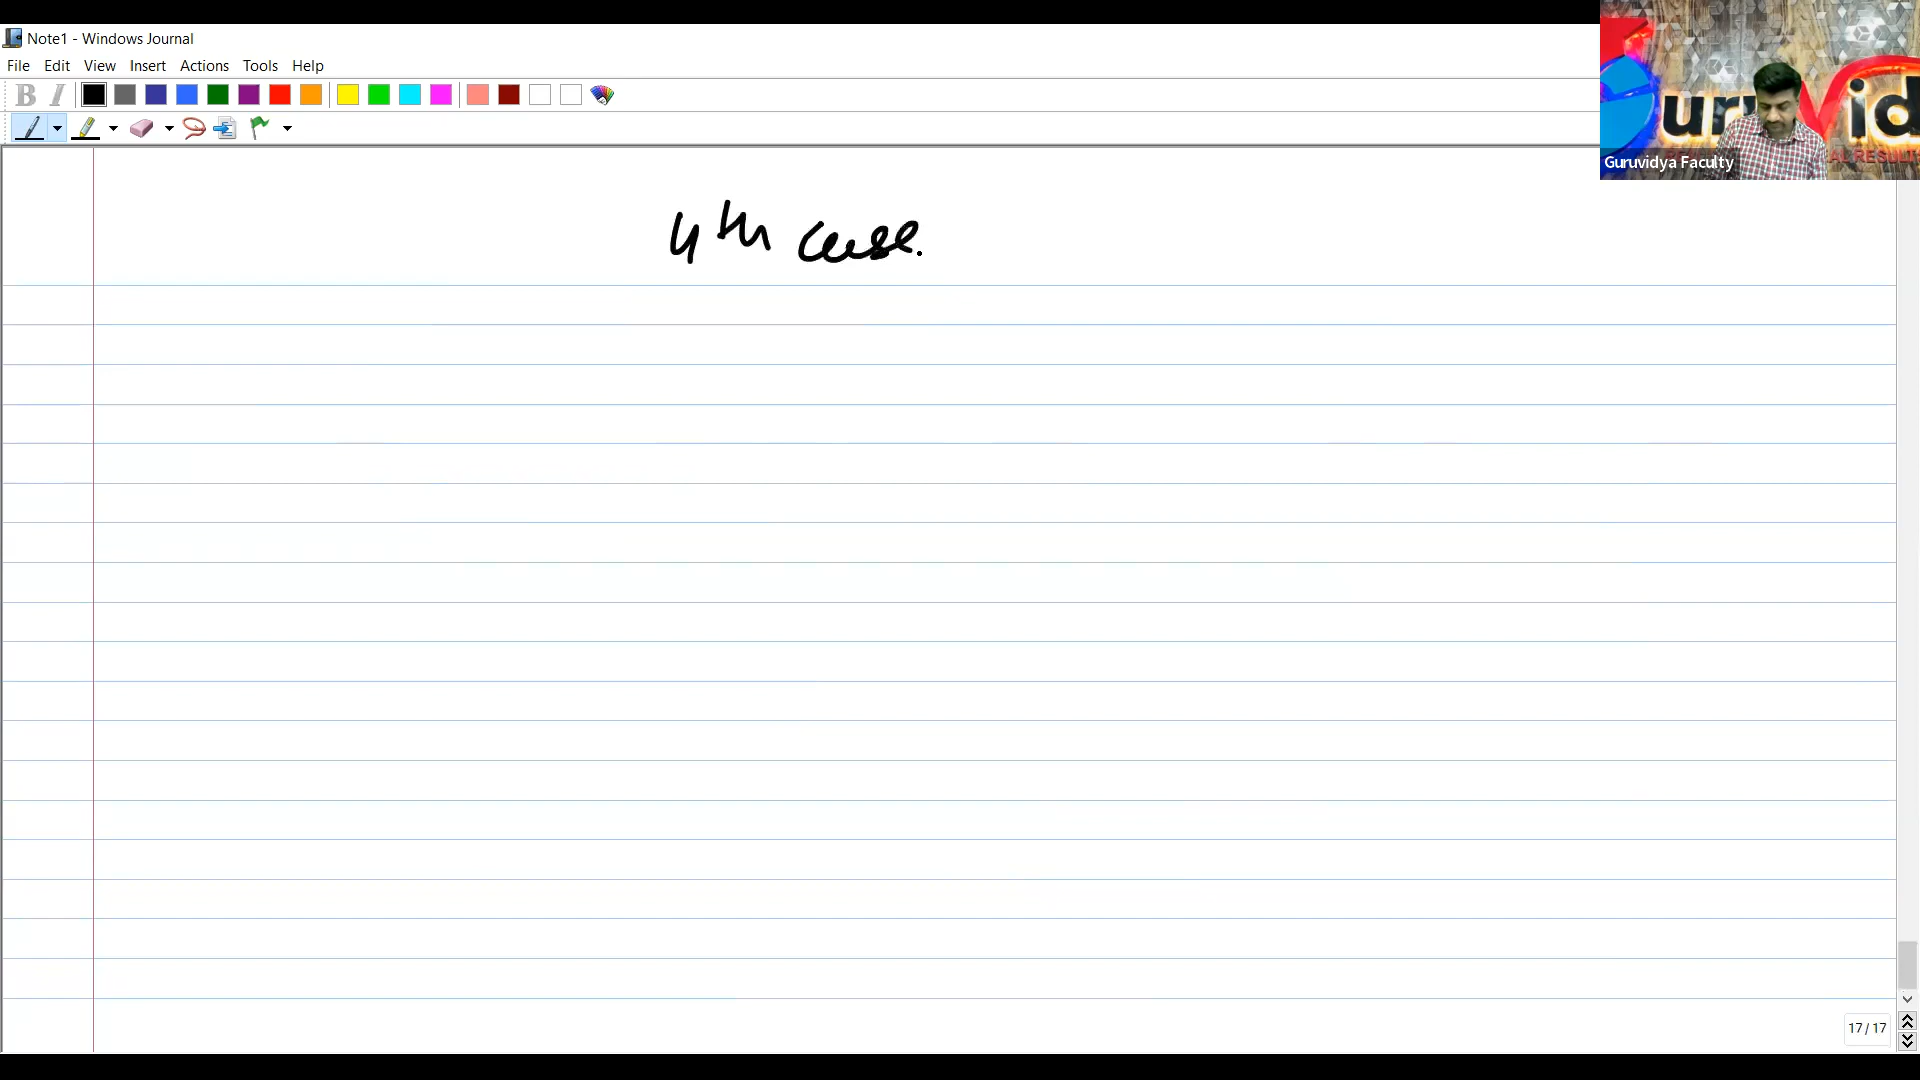 Note1 - Windows Journal
File Edit View Insert Actions Tools Help
B I
Guruvidya Faculty
4th case.
17 / 17